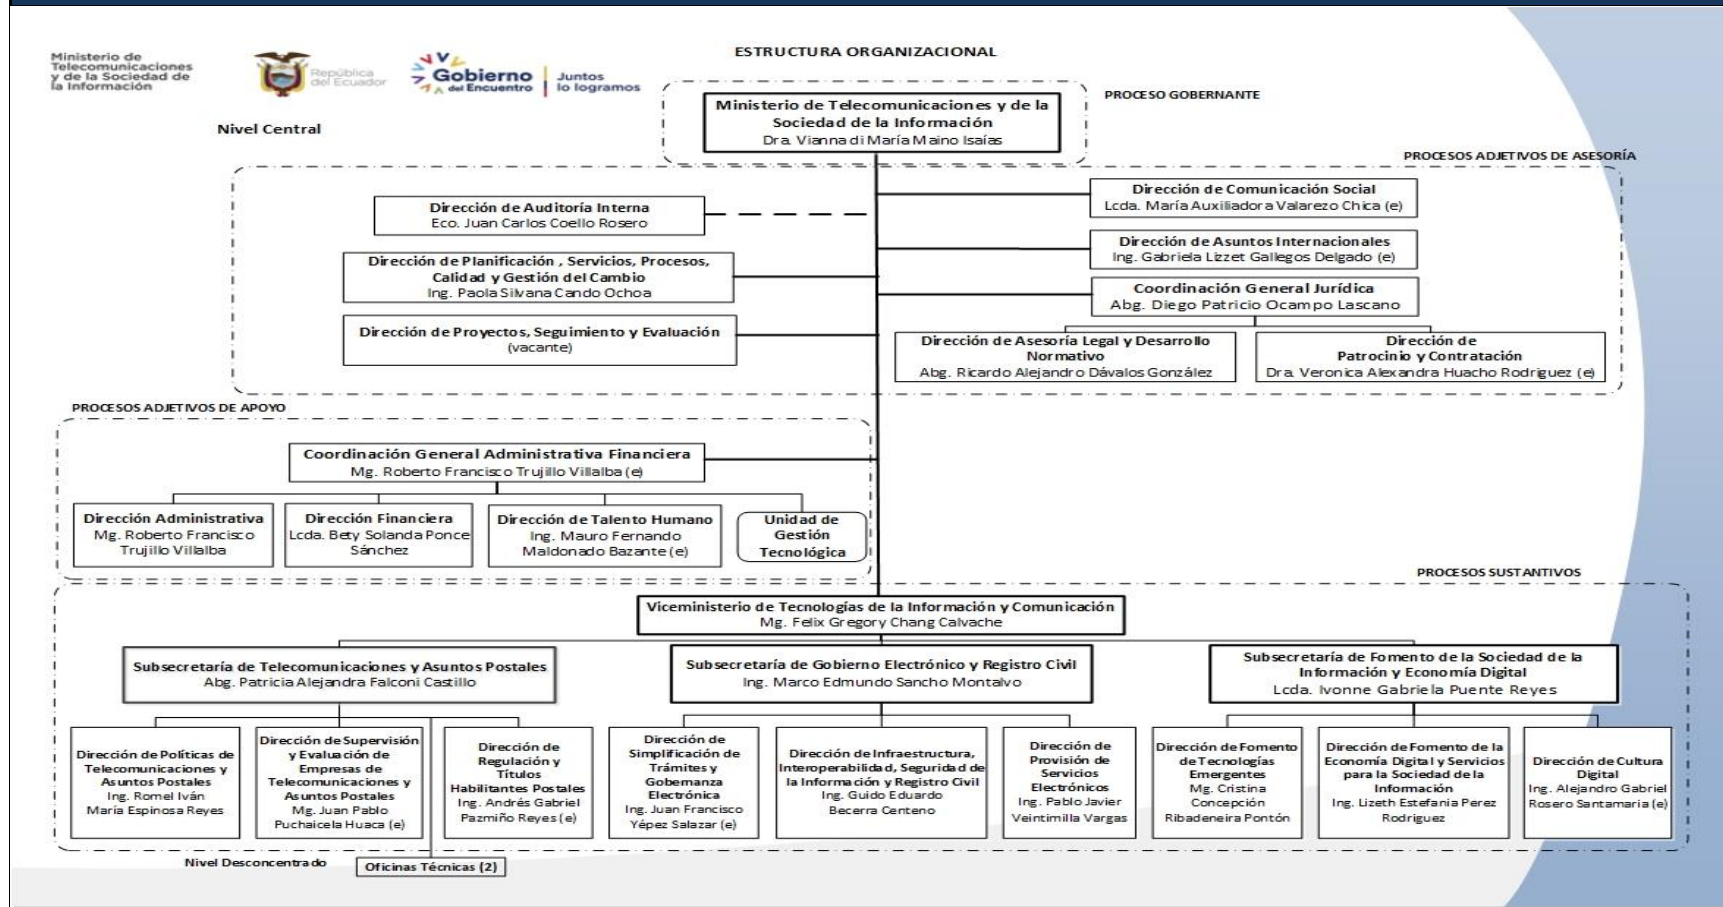 Ministerio de
Telecomunicaciones
y de la Sociedad de
la Información
República
del Ecuador
Gobierno
del Encuentro
Juntos
lo logramos
ESTRUCTURA ORGANIZACIONAL
Nivel Central
PROCESO GOBERNANTE
Ministerio de Telecomunicaciones y de la
Sociedad de la Información
Dra. Vianna di María Maino Isaías
PROCESOS ADJETIVOS DE ASESORÍA
Dirección de Auditoría Interna
Eco. Juan Carlos Coello Rosero
Dirección de Planificación , Servicios, Procesos,
Calidad y Gestión del Cambio
Ing. Paola Silvana Cando Ochoa
Dirección de Proyectos, Seguimiento y Evaluación
(vacante)
Dirección de Comunicación Social
Lcda. María Auxiliadora Valarezo Chica (e)
Dirección de Asuntos Internacionales
Ing. Gabriela Lizzet Gallegos Delgado (e)
Coordinación General Jurídica
Abg. Diego Patricio Ocampo Lascano
Dirección de Asesoría Legal y Desarrollo
Normativo
Abg. Ricardo Alejandro Dávalos González
Dirección de
Patrocinio y Contratación
Dra. Veronica Alexandra Huacho Rodriguez (e)
PROCESOS ADJETIVOS DE APOYO
Coordinación General Administrativa Financiera
Mg. Roberto Francisco Trujillo Villalba (e)
Dirección Administrativa
Mg. Roberto Francisco
Trujillo Villalba
Dirección Financiera
Lcda. Bety Solanda Ponce
Sánchez
Dirección de Talento Humano
Ing. Mauro Fernando
Maldonado Bazante (e)
Unidad de
Gestión
Tecnológica
PROCESOS SUSTANTIVOS
Viceministerio de Tecnologías de la Información y Comunicación
Mg. Felix Gregory Chang Calvache
Subsecretaría de Telecomunicaciones y Asuntos Postales
Abg. Patricia Alejandra Falconi Castillo
Subsecretaría de Gobierno Electrónico y Registro Civil
Ing. Marco Edmundo Sancho Montalvo
Subsecretaría de Fomento de la Sociedad de la
Información y Economía Digital
Lcda. Ivonne Gabriela Puente Reyes
Dirección de Políticas de
Telecomunicaciones y
Asuntos Postales
Ing. Romel Iván
María Espinosa Reyes
Dirección de Supervisión
y Evaluación de
Empresas de
Telecomunicaciones y
Asuntos Postales
Mg. Juan Pablo
Puchaicela Huaca (e)
Dirección de
Regulación y
Títulos
Habilitantes Postales
Ing. Andrés Gabriel
Pazmiño Reyes (e)
Dirección de
Simplificación de
Trámites y
Gobernanza
Electrónica
Ing. Juan Francisco
Yépez Salazar (e)
Dirección de Infraestructura,
Interoperabilidad, Seguridad de
la Información y Registro Civil
Ing. Guido Eduardo
Becerra Centeno
Dirección de
Provisión de
Servicios
Electrónicos
Ing. Pablo Javier
Veintimilla Vargas
Dirección de Fomento
de Tecnologías
Emergentes
Mg. Cristina
Concepción
Ribadeneira Pontón
Dirección de Fomento de la
Economía Digital y Servicios
para la Sociedad de la
Información
Ing. Lizeth Estefania Perez
Rodriguez
Dirección de Cultura
Digital
Ing. Alejandro Gabriel
Rosero Santamaria (e)
Nivel Desconcentrado
Oficinas Técnicas (2)